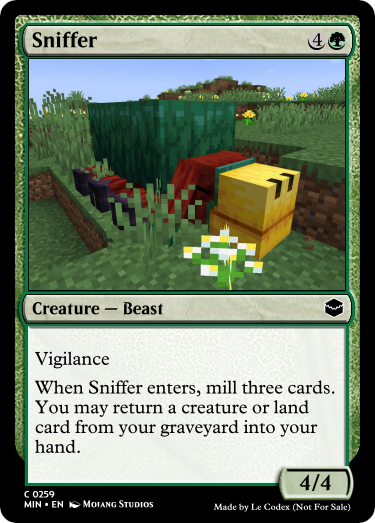 Sniffer 4
Creature — Beast
Vigilance
When Sniffer enters, mill three cards.
You may return a creature or land
card from your graveyard into your
hand.
4/4
C 0259
MIN • EN Mojang Studios
Made by Le Codex (Not For Sale)